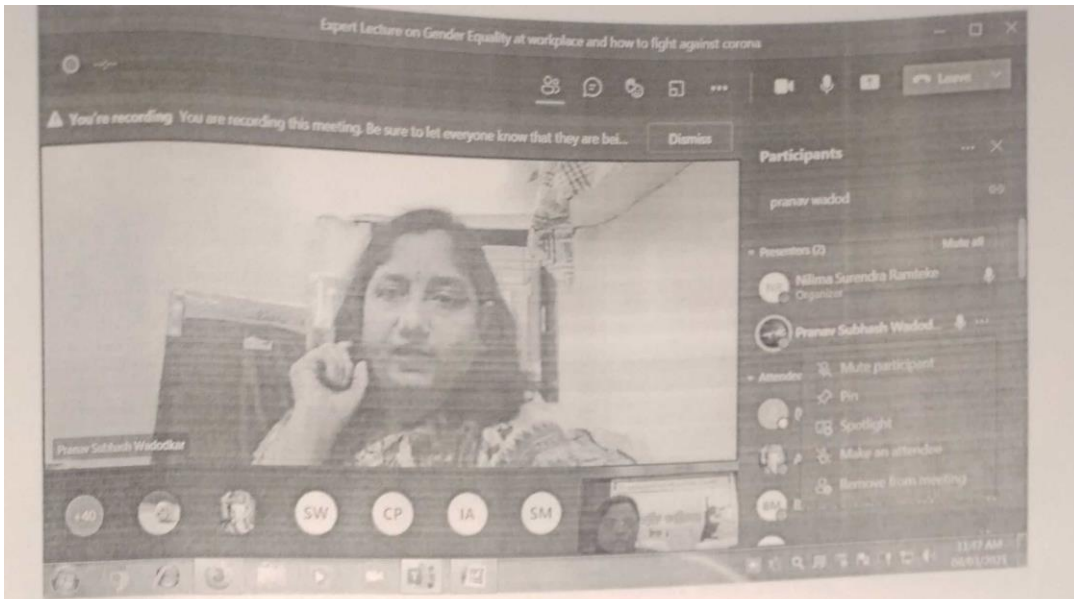 Expert Lecture on Gender Equality at workplace and how to fight against corona
Leave
You're recording You are recording this meeting. Be sure to let everyone know that they are bei...
Dismiss
Participants
pranav wadod
Presenters (2)
Mute all
Nilima Surendra Ramteke
Organizer
Pranav Subhash Wadod...
Mute participant
Attendee
Pin
Spotlight
Make an attendee
Remove from meeting
Pranav Subhash Wadodkar
+40
SW
CP
IA
SM
11:47 AM